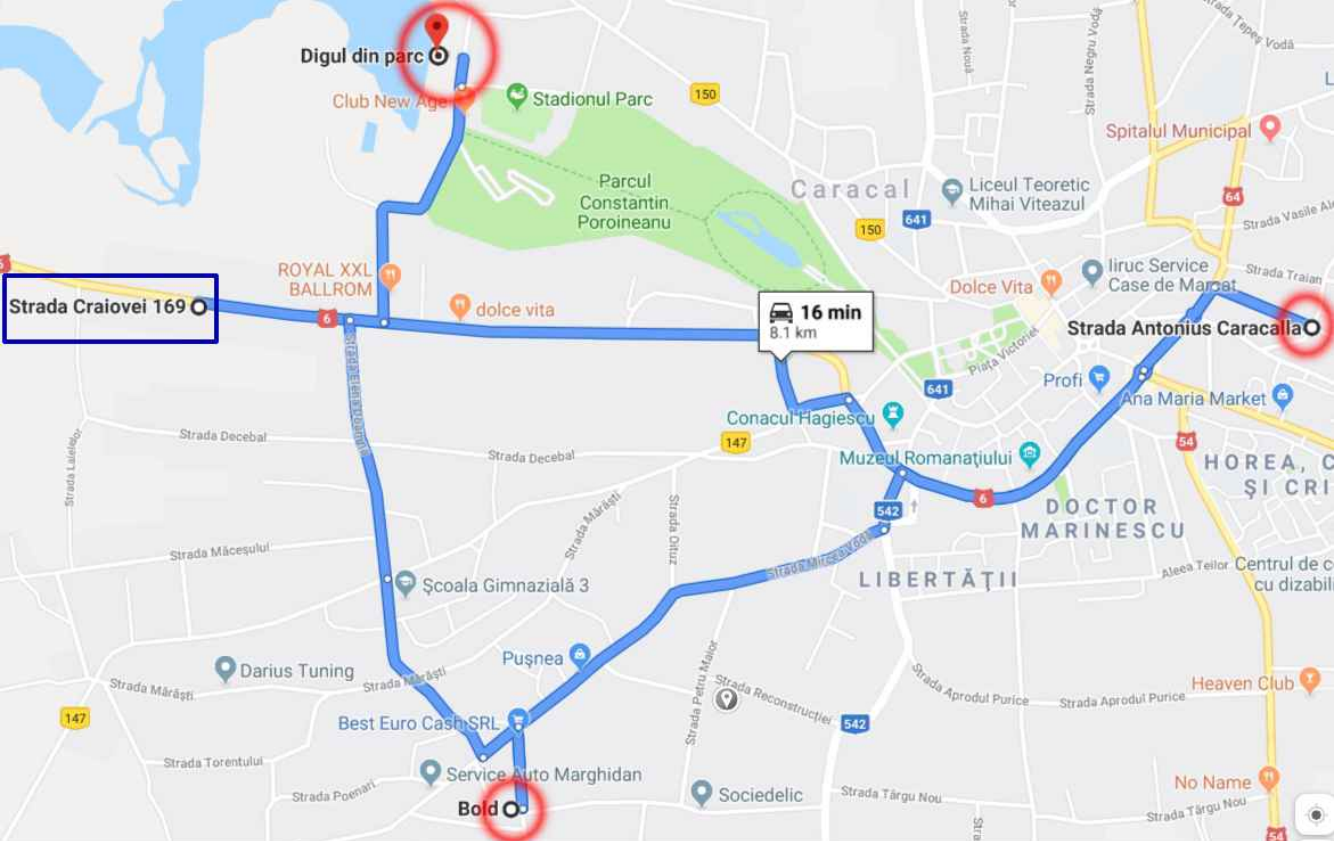 Strada Țepeș Vodă
Strada Nouă
Strada Negru Vodă
Digul din parc
Club New Age
Stadionul Parc
150
Spitalul Municipal
Parcul
Constantin
Poroineanu
Caracal
Liceul Teoretic
Mihai Viteazul
64
150
641
Strada Vasile
ROYAL XXL
BALLROM
dolce vita
Strada Craiovei 169
6
16 min
8.1 km
Dolce Vita
Iiruc Service
Case de Marcat
Strada Traian
Strada Antonius Caracalla
Piața Victoriei
641
Profi
Ana Maria Market
Conacul Hagiescu
147
Muzeul Romanațiului
54
HOREA, C
ȘI CRI
Strada Decebal
Strada Decebal
Strada Lalelelor
Strada Mărăști
Strada Oituz
542
6
DOCTOR
MARINESCU
Strada Mircea Vodă
LIBERTĂȚII
Strada Măceșului
Școala Gimnazială 3
Aleea Teilor
Centrul de
cu dizabili
Darius Tuning
Pușnea
Strada Mărăști
Strada Mărăști
Strada Petru Maior
Strada Reconstrucției
Strada Aprodul Purice
Strada Aprodul Purice
Heaven Club
147
Best Euro Cash SRL
542
Strada Torentului
Service Auto Marghidan
Strada Poenari
Bold
Sociedelic
Strada Târgu Nou
No Name
Strada Târgu Nou
Stra
54